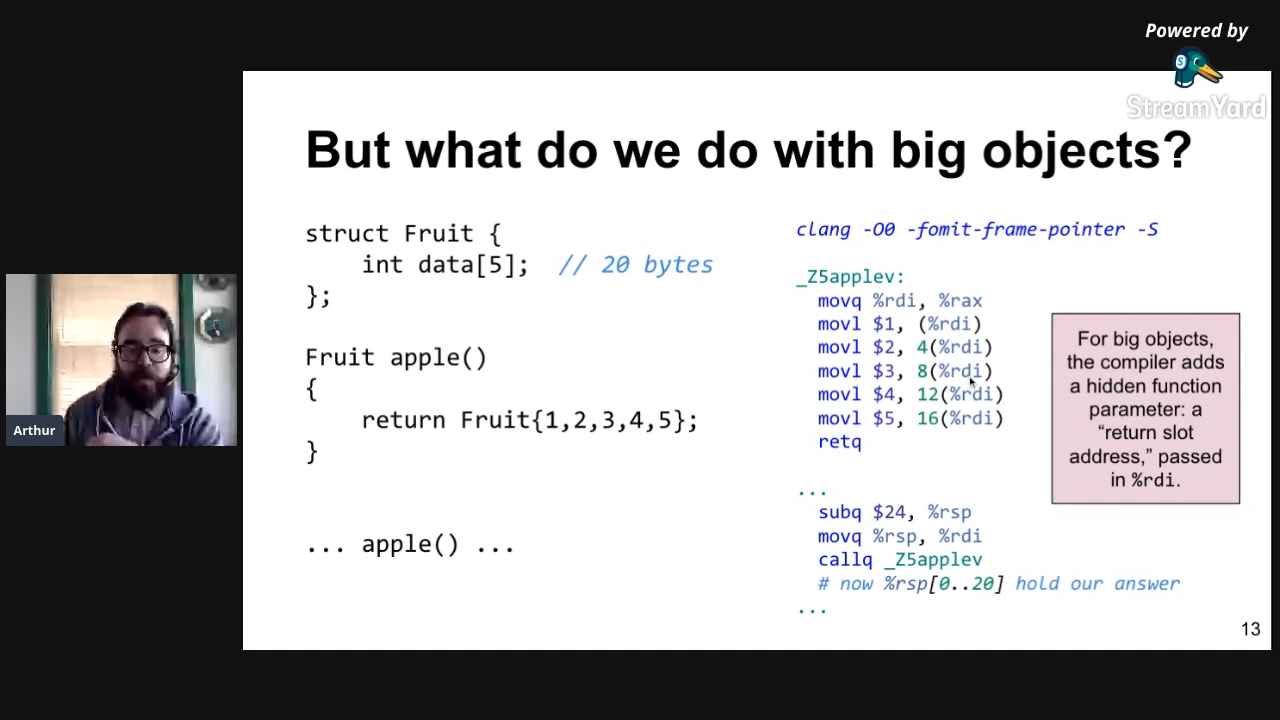 Powered by
StreamYard
But what do we do with big objects?
struct Fruit {
    int data[5];  // 20 bytes
};
Fruit apple()
{
    return Fruit{1,2,3,4,5};
}
... apple() ...
clang -O0 -fomit-frame-pointer -S
_Z5applev:
  movq %rdi, %rax
  movl $1, (%rdi)
  movl $2, 4(%rdi)
  movl $3, 8(%rdi)
  movl $4, 12(%rdi)
  movl $5, 16(%rdi)
  retq
...
  subq $24, %rsp
  movq %rsp, %rdi
  callq _Z5applev
  # now %rsp[0..20] hold our answer
...
For big objects,
the compiler adds
a hidden function
parameter: a
“return slot
address,” passed
in %rdi.
Arthur
13